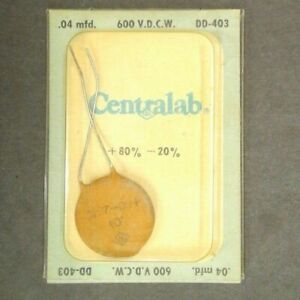 .04 mfd. 600 V.D.C.W. DD-403
Centralab®
+80% -20%
.04 mfd. 600 V.D.C.W. DD-403